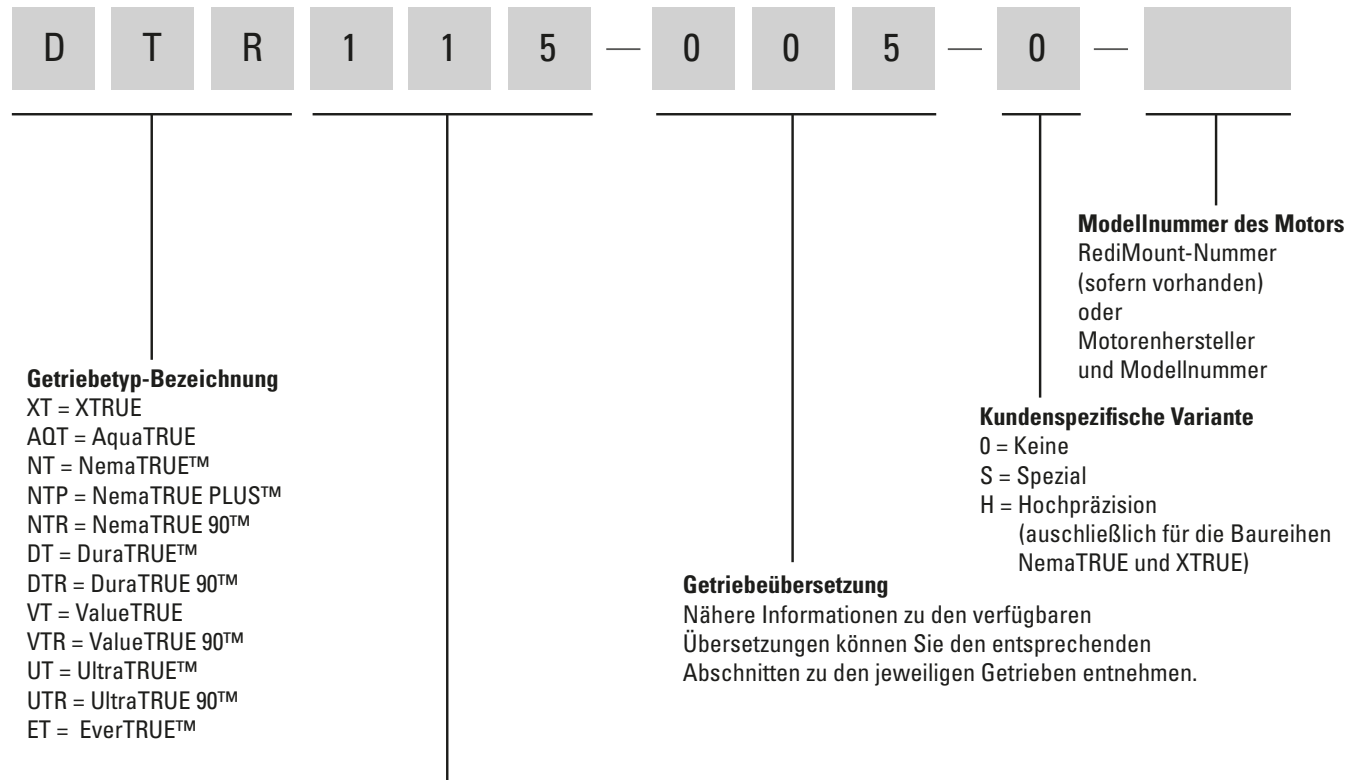 D T R 1 1 5 — 0 0 5 — 0 —
Modellnummer des Motors
RediMount-Nummer
(sofern vorhanden)
oder
Motorenhersteller
und Modellnummer
Getriebetyp-Bezeichnung
XT = XTRUE
AQT = AquaTRUE
NT = NemaTRUE™
NTP = NemaTRUE PLUS™
NTR = NemaTRUE 90™
DT = DuraTRUE™
DTR = DuraTRUE 90™
VT = ValueTRUE
VTR = ValueTRUE 90™
UT = UltraTRUE™
UTR = UltraTRUE 90™
ET = EverTRUE™
Kundenspezifische Variante
0 = Keine
S = Spezial
H = Hochpräzision
(auschließlich für die Baureihen
NemaTRUE und XTRUE)
Getriebeübersetzung
Nähere Informationen zu den verfügbaren
Übersetzungen können Sie den entsprechenden
Abschnitten zu den jeweiligen Getrieben entnehmen.